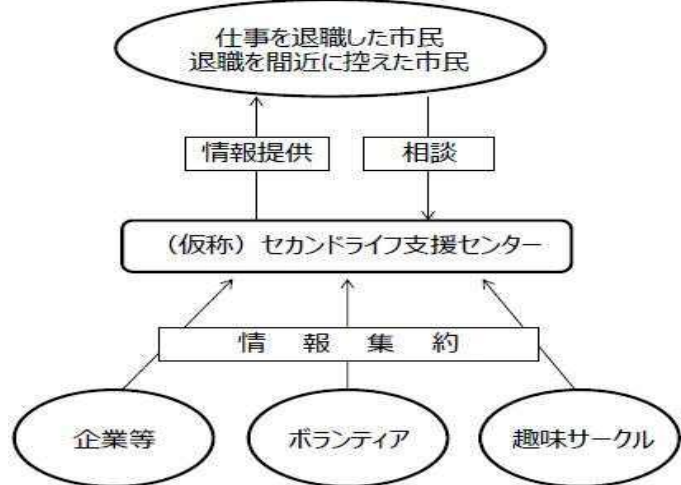 仕事を退職した市民
退職を間近に控えた市民
情報提供
相談
（仮称）セカンドライフ支援センター
情報集約
企業等
ボランティア
趣味サークル